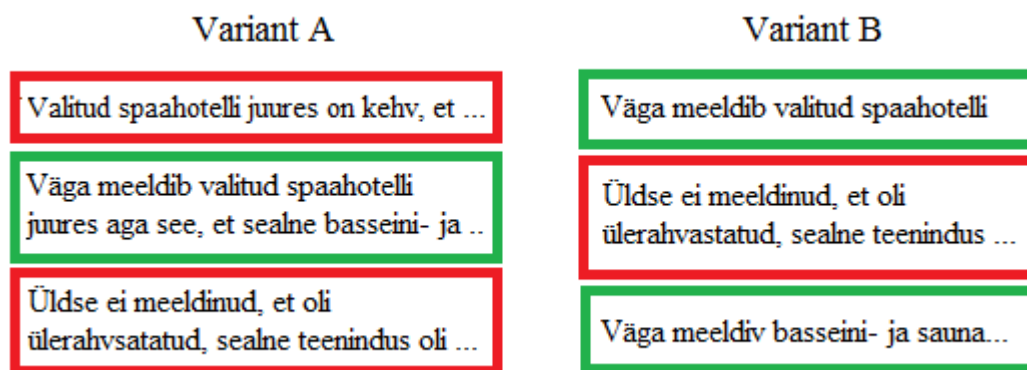 Variant A
Valitud spaahotelli juures on kehv, et ...
Väga meeldib valitud spaahotelli
juures aga see, et sealne basseini- ja ..
Üldse ei meeldinud, et oli
ülerahvsatatud, sealne teenindus oli ...
Variant B
Väga meeldib valitud spaahotelli
Üldse ei meeldinud, et oli
ülerahvastatud, sealne teenindus ...
Väga meeldiv basseini- ja sauna...